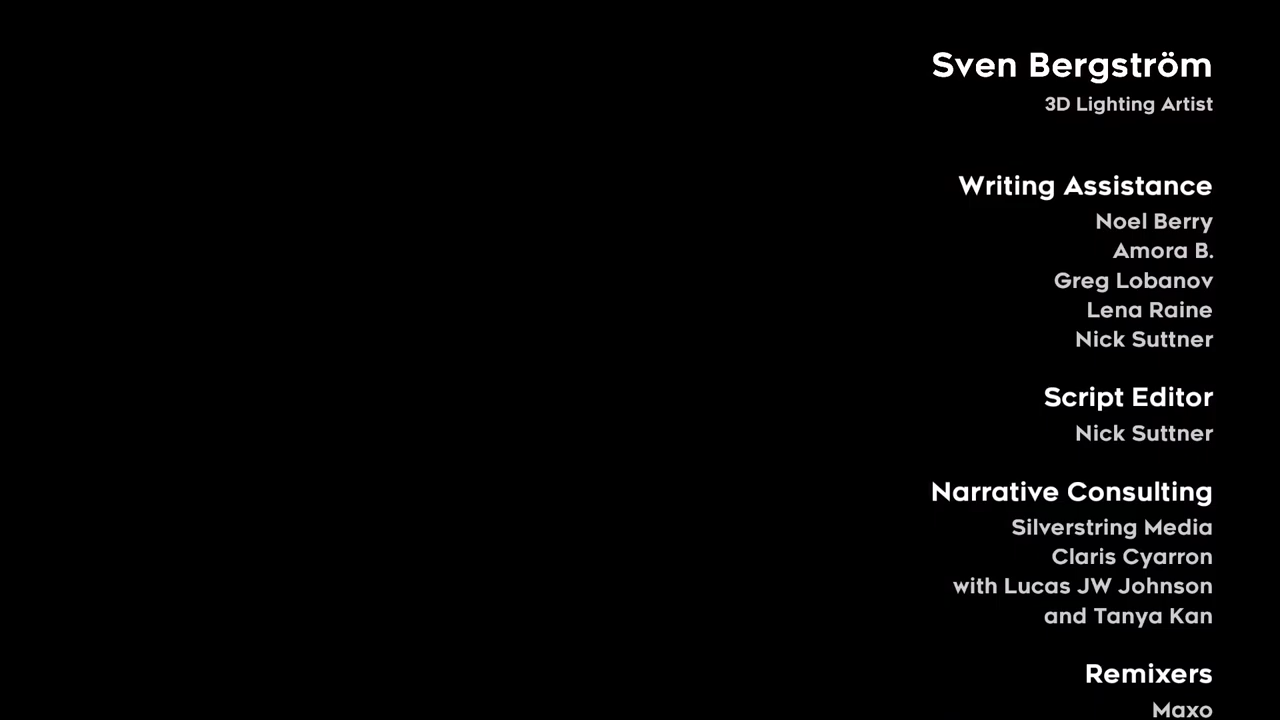 Sven Bergström
3D Lighting Artist
Writing Assistance
Noel Berry
Amora B.
Greg Lobanov
Lena Raine
Nick Suttner
Script Editor
Nick Suttner
Narrative Consulting
Silverstring Media
Claris Cyarron
with Lucas JW Johnson
and Tanya Kan
Remixers
Maxo